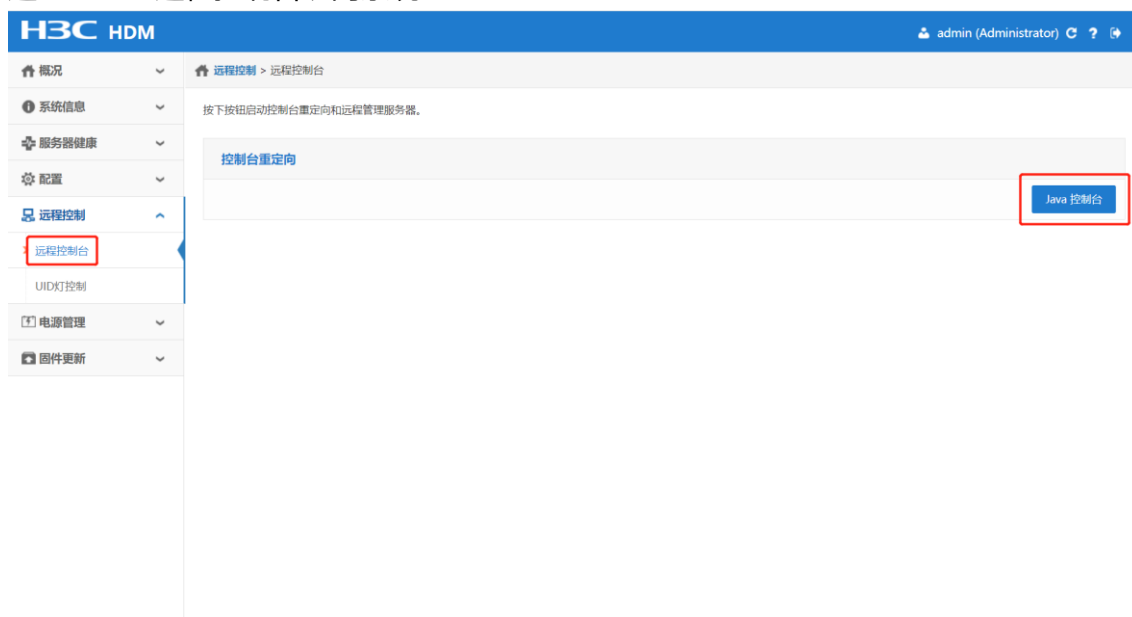 H3C HDM
admin (Administrator)
概况
远程控制 > 远程控制台
系统信息
按下按钮启动控制台重定向和远程管理服务器。
服务器健康
控制台重定向
配置
Java 控制台
远程控制
远程控制台
UID灯控制
电源管理
固件更新